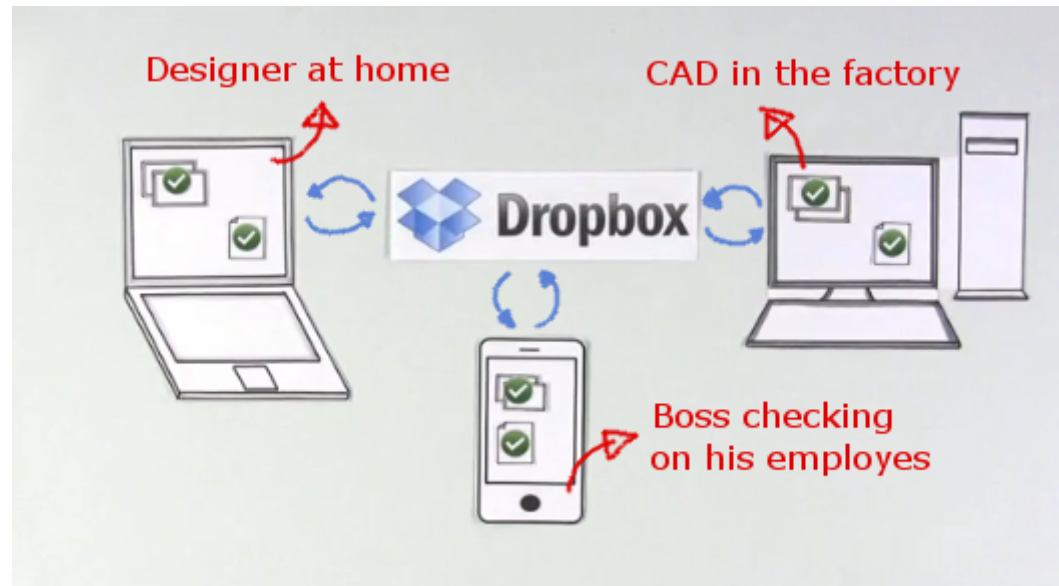 Designer at home
CAD in the factory
Dropbox
Boss checking
on his employes